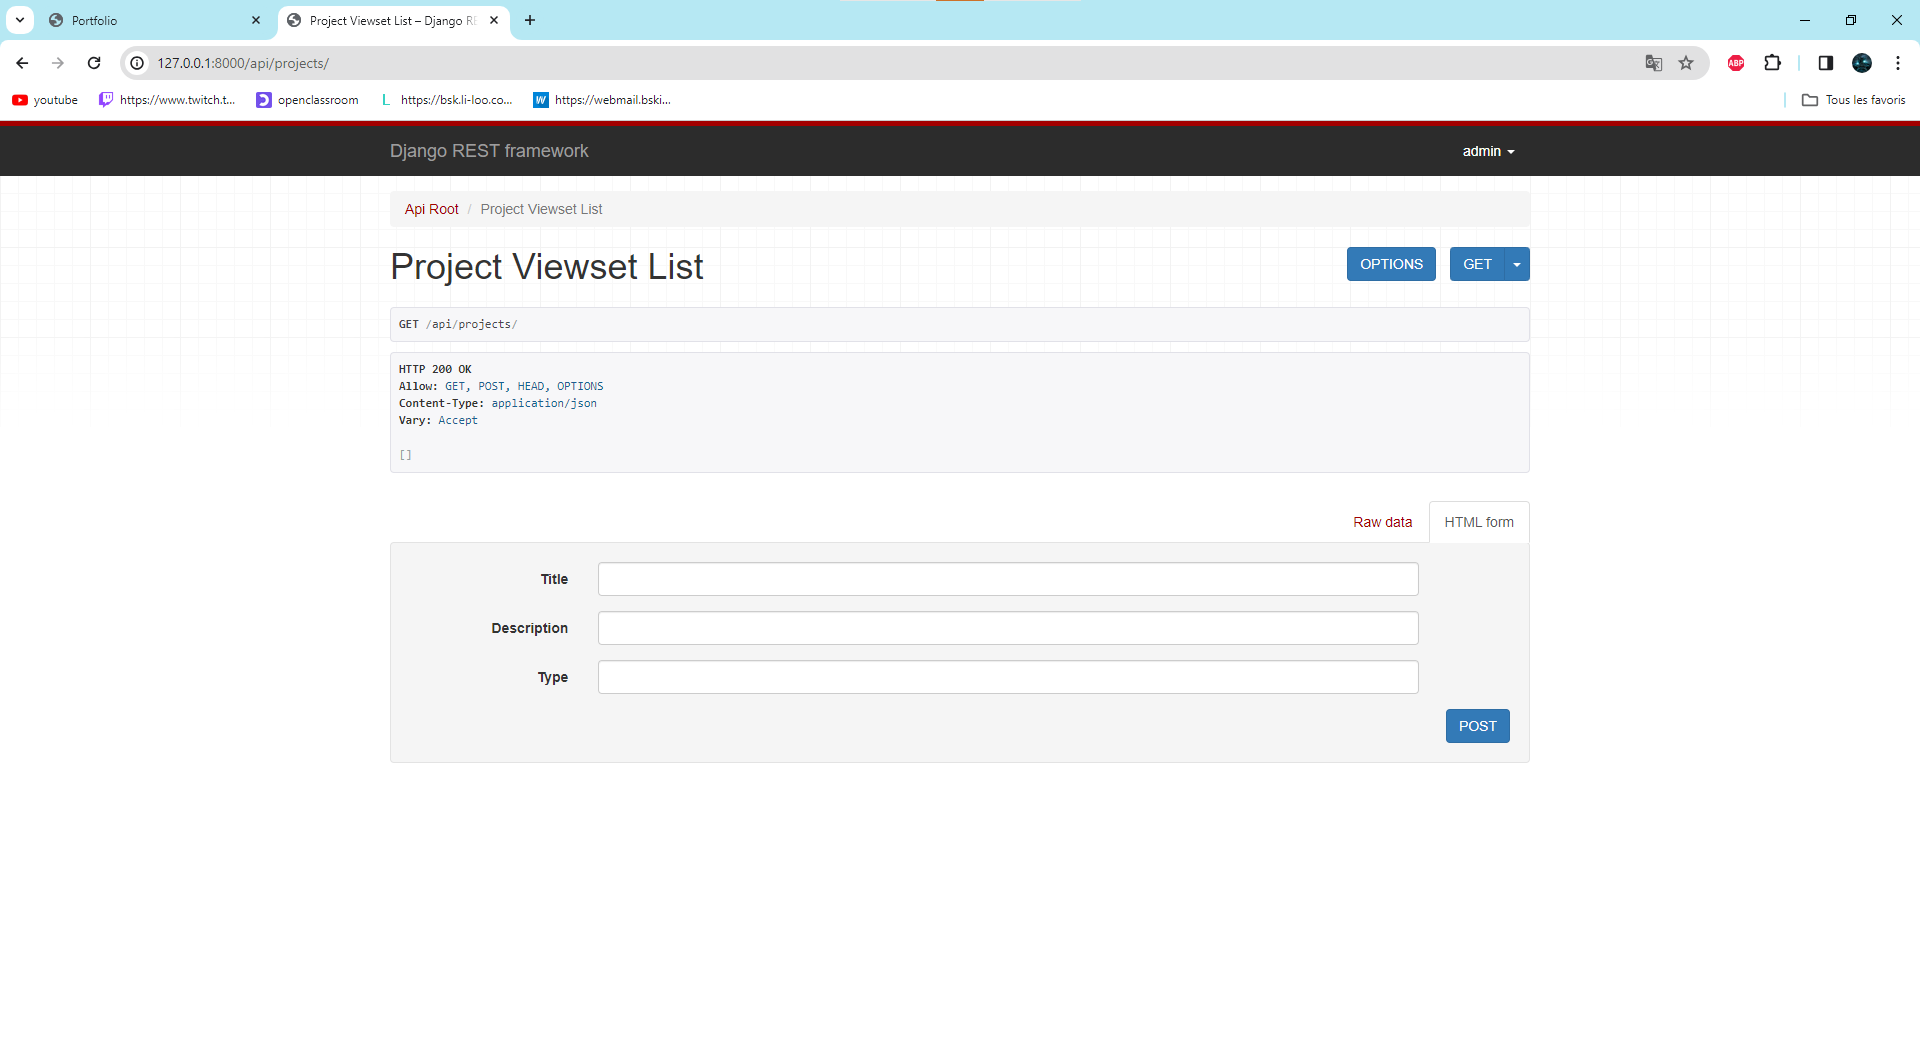 Portfolio
Project Viewset List – Django RE
127.0.0.1:8000/api/projects/
ABP
youtube
https://www.twitch.t...
openclassroom
https://bsk.li-loo.co...
https://webmail.bski...
Tous les favoris
Django REST framework
admin
Api Root / Project Viewset List
Project Viewset List
OPTIONS
GET
GET /api/projects/
HTTP 200 OK
Allow: GET, POST, HEAD, OPTIONS
Content-Type: application/json
Vary: Accept
[]
Raw data
HTML form
Title
Description
Type
POST